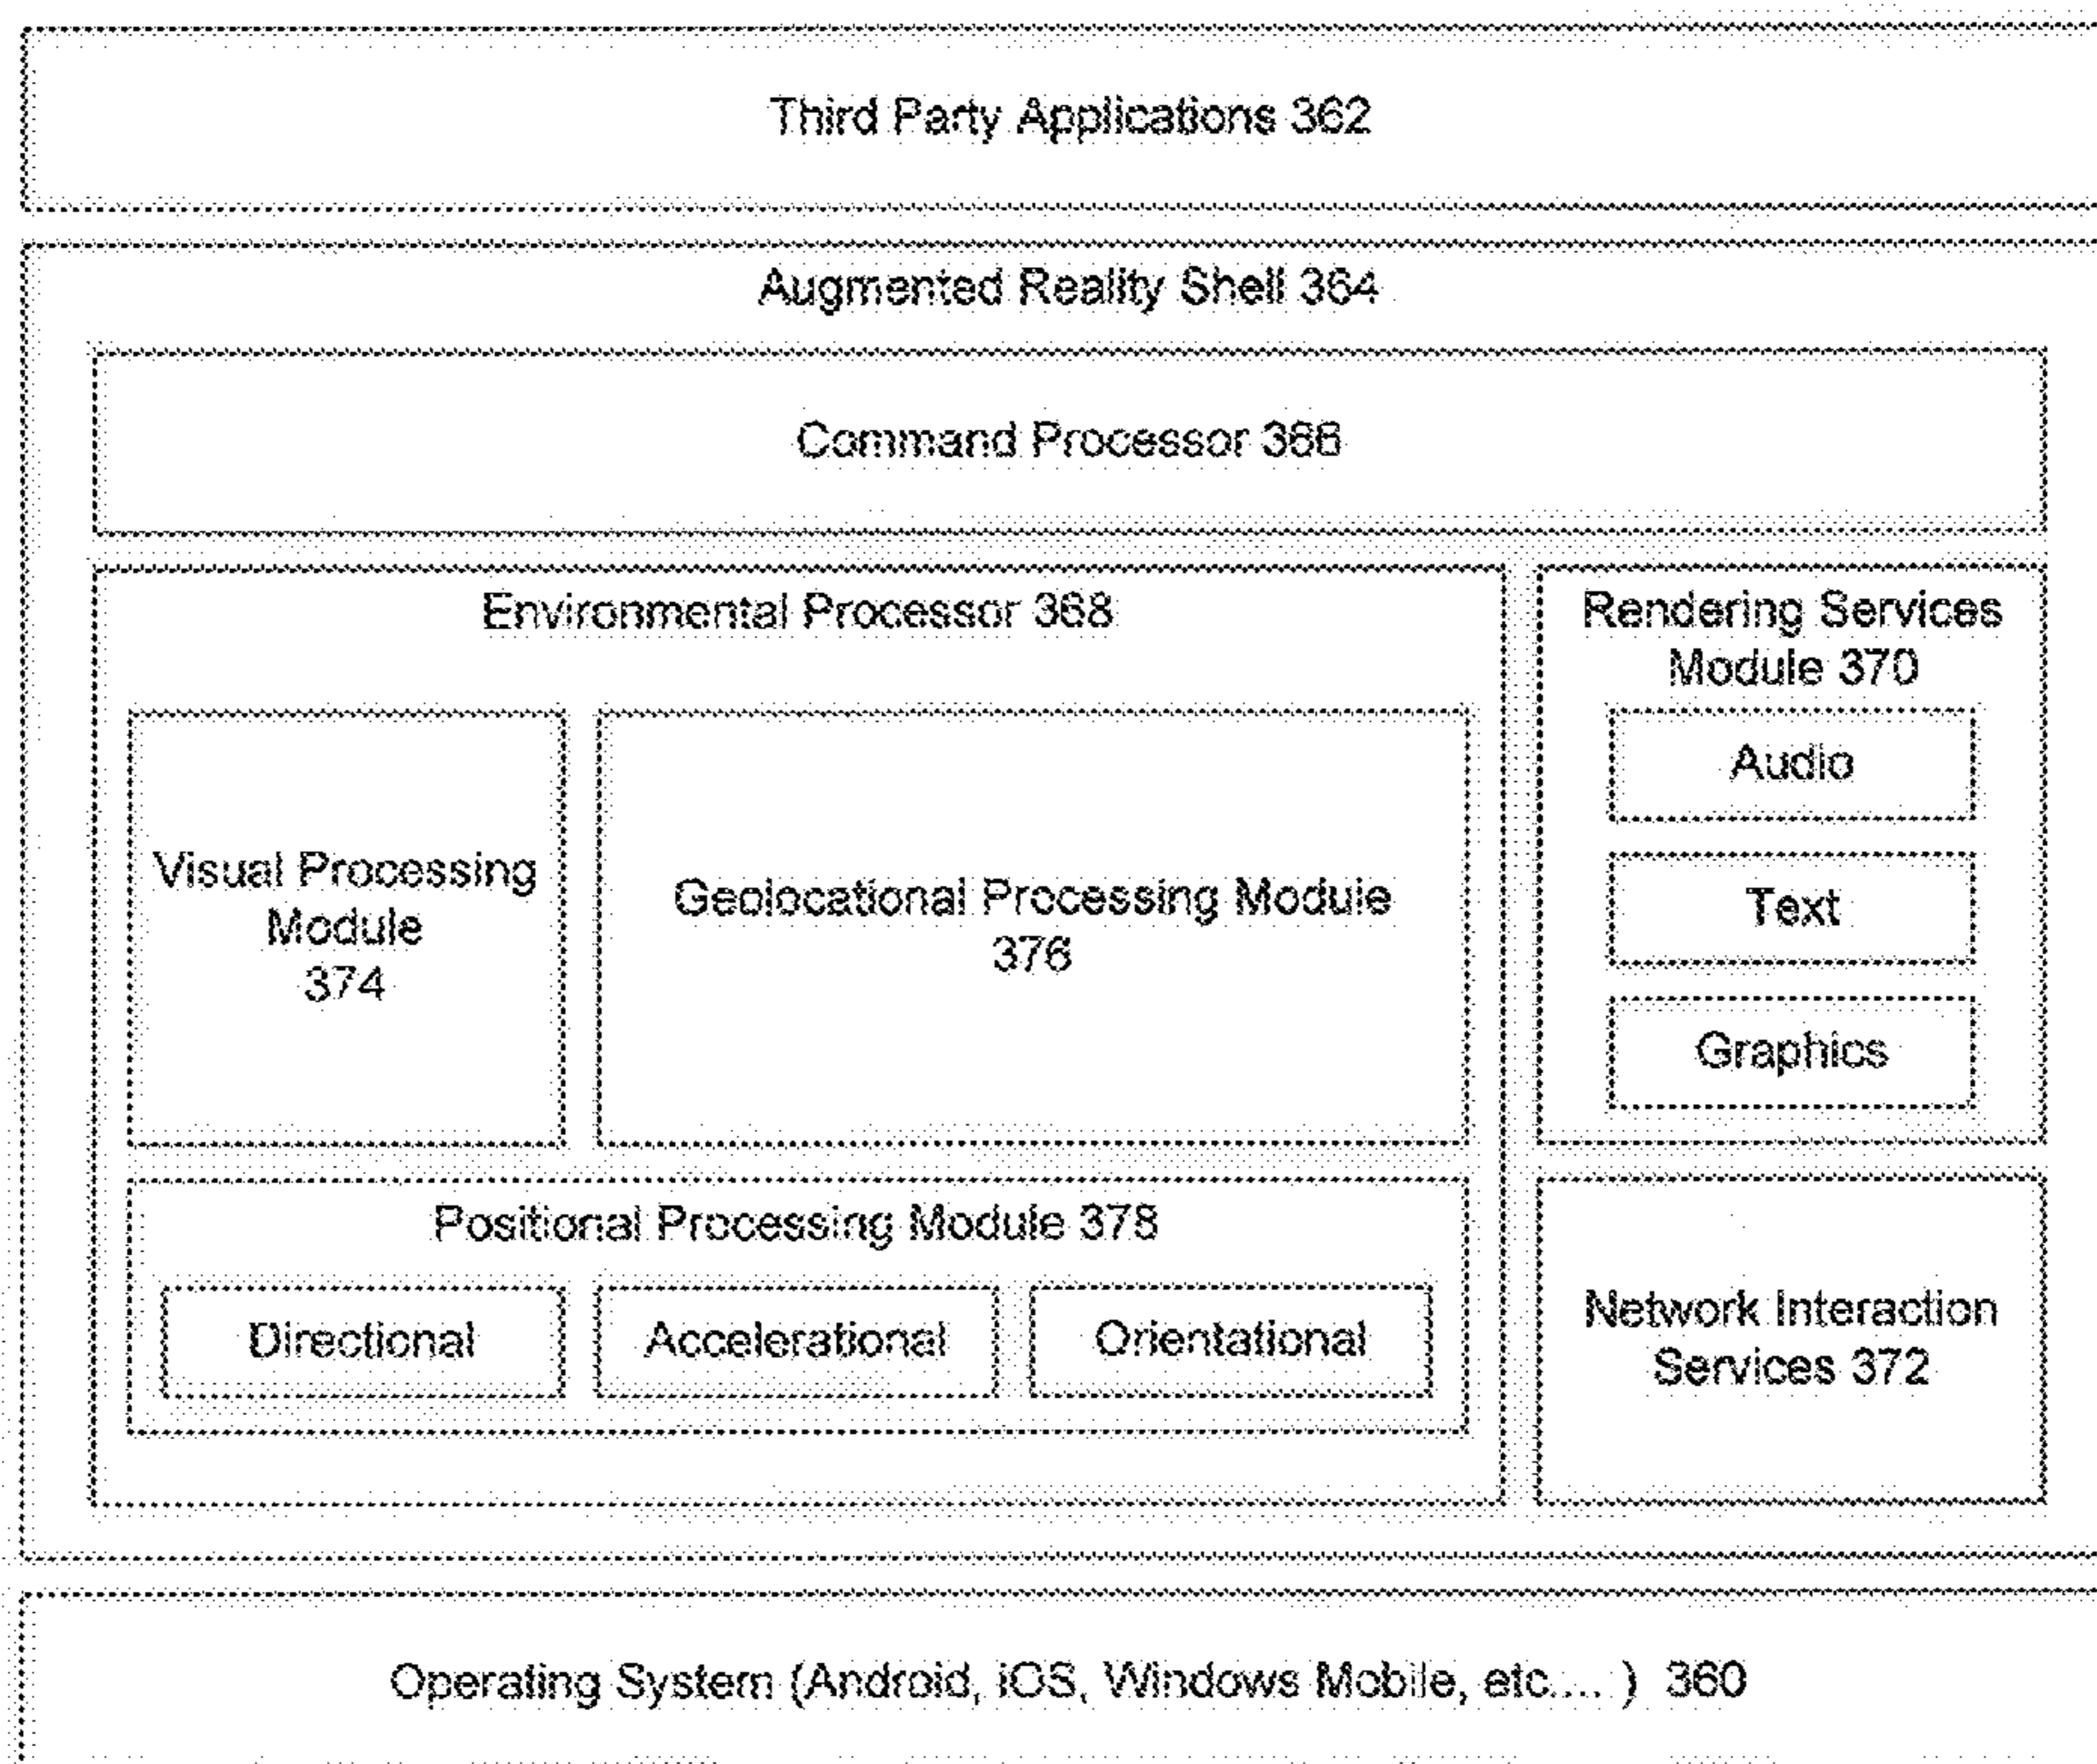 Third Party Applications 362
Augmented Reality Shell 364
Command Processor 366
Environmental Processor 368
Rendering Services
Module 370
Audio
Text
Graphics
Visual Processing
Module
374
Geolocational Processing Module
376
Positional Processing Module 378
Directional
Accelerational
Orientational
Network Interaction
Services 372
Operating System (Android, iOS, Windows Mobile, etc.... ) 360